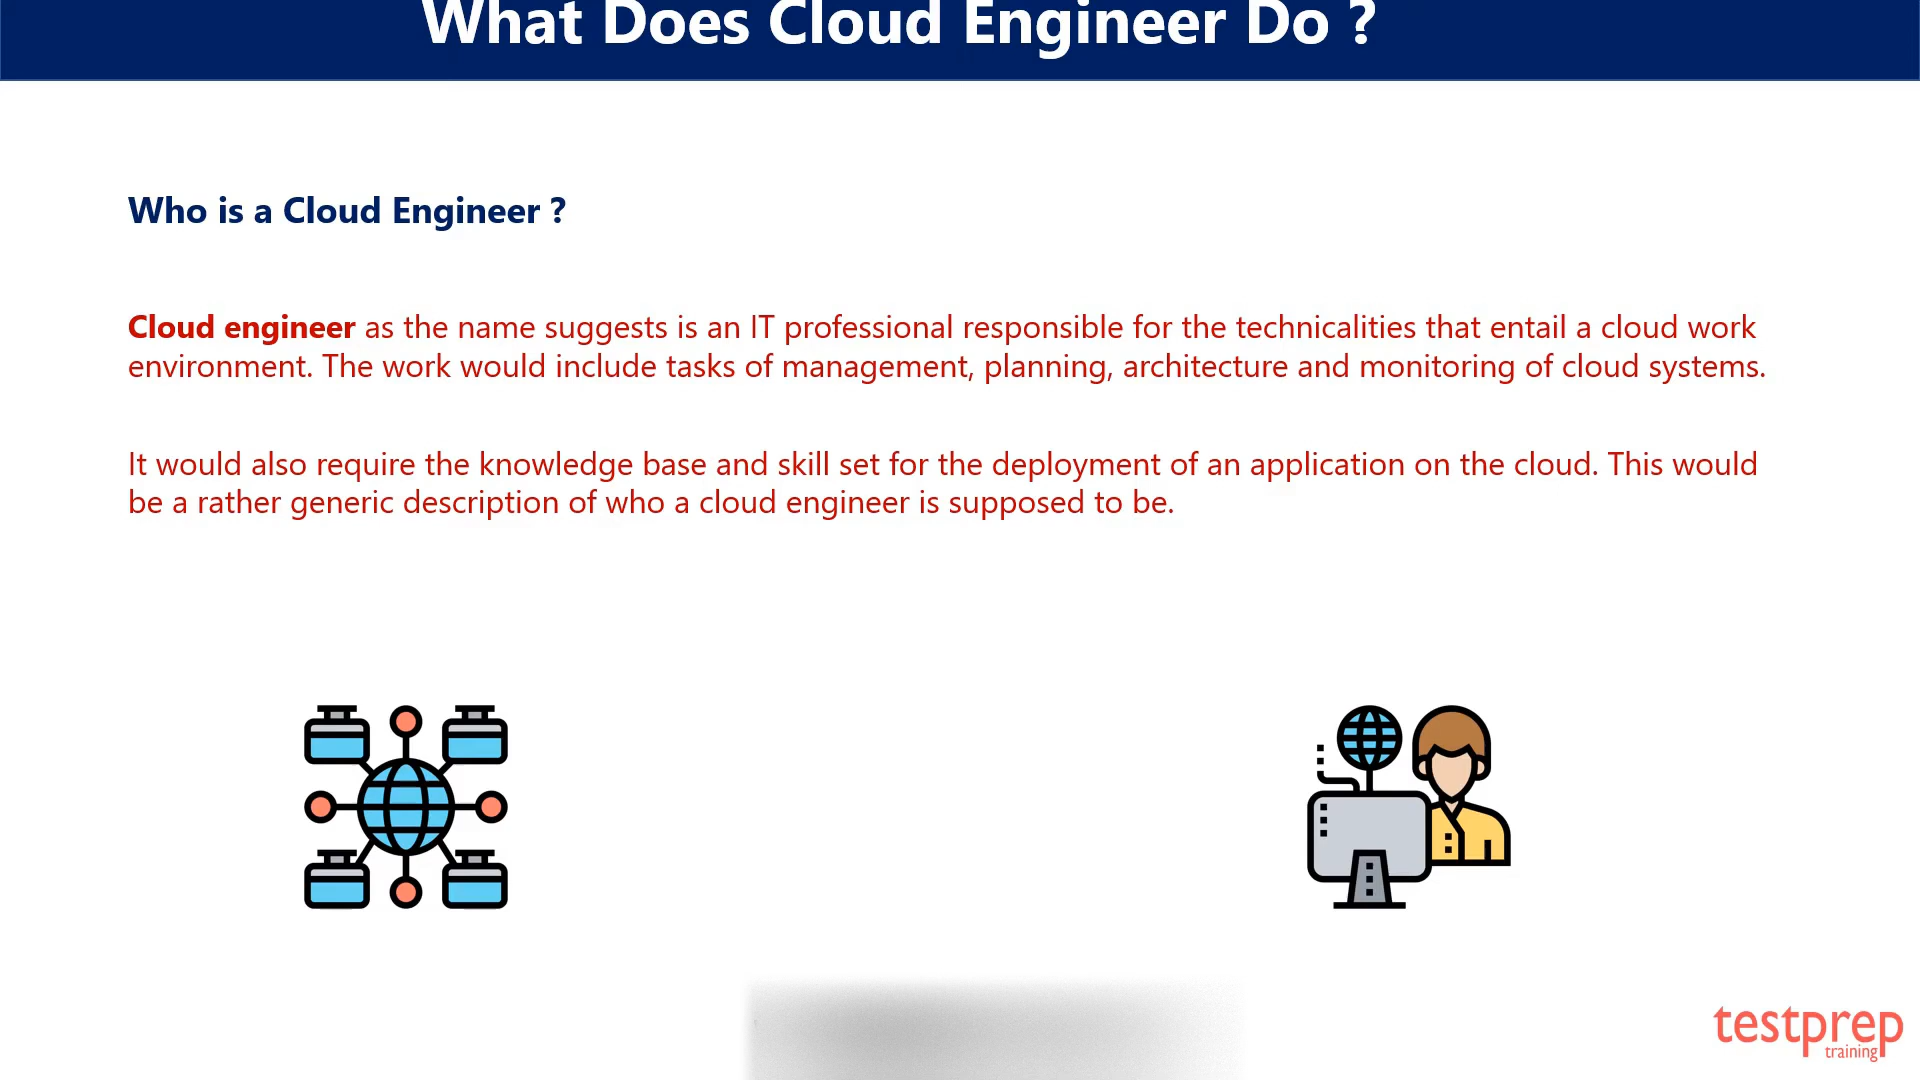 What Does Cloud Engineer Do ?
Who is a Cloud Engineer ?
Cloud engineer as the name suggests is an IT professional responsible for the technicalities that entail a cloud work
environment. The work would include tasks of management, planning, architecture and monitoring of cloud systems.
It would also require the knowledge base and skill set for the deployment of an application on the cloud. This would
be a rather generic description of who a cloud engineer is supposed to be.
testprep
training